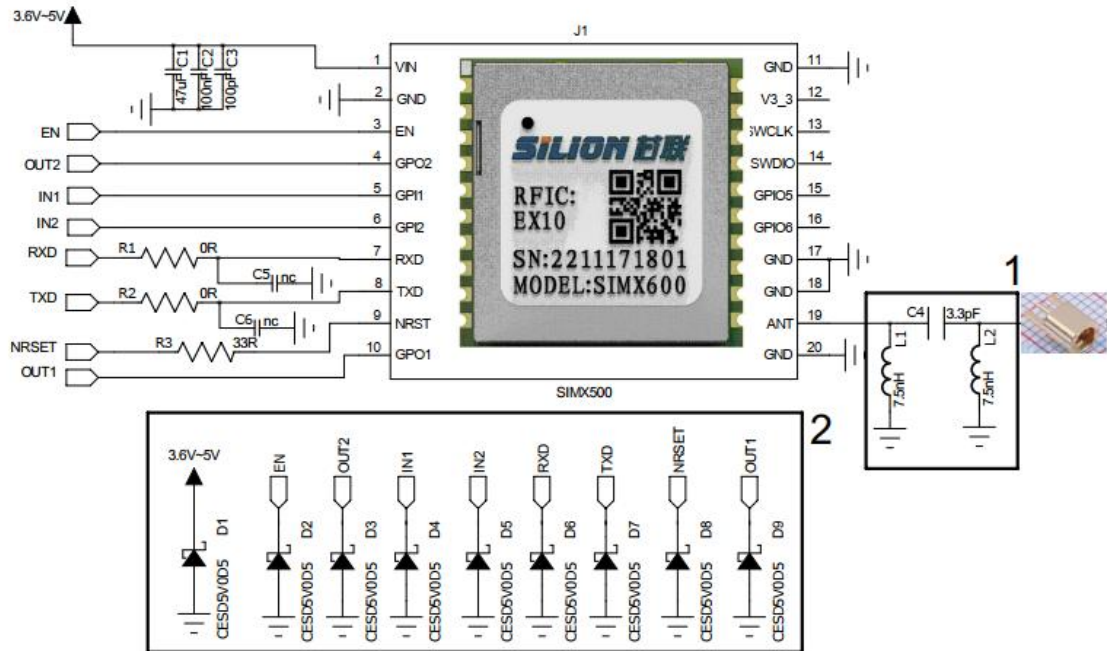 3.6V~5V
J1
C1
47uF
C2
100nF
C3
100pF
1 VIN
2 GND
3 EN
4 GPO2
5 GPI1
6 GPI2
7 RXD
8 TXD
9 NRST
10 GPO1
EN
OUT2
IN1
IN2
RXD R1 0R
C5 nc
TXD R2 0R
C6 nc
NRSET R3 33R
OUT1
SILION 芯联
RFIC:
EX10
SN:2211171801
MODEL:SIMX600
GND 11
V3_3 12
SWCLK 13
SWDIO 14
GPIO5 15
GPIO6 16
GND 17
GND 18
ANT 19
GND 20
SIMX500
1
C4 3.3pF
L1
7.5nH
L2
7.5nH
2
3.6V~5V
D1
CESD5V0D5
EN
D2
CESD5V0D5
OUT2
D3
CESD5V0D5
IN1
D4
CESD5V0D5
IN2
D5
CESD5V0D5
RXD
D6
CESD5V0D5
TXD
D7
CESD5V0D5
NRSET
D8
CESD5V0D5
OUT1
D9
CESD5V0D5